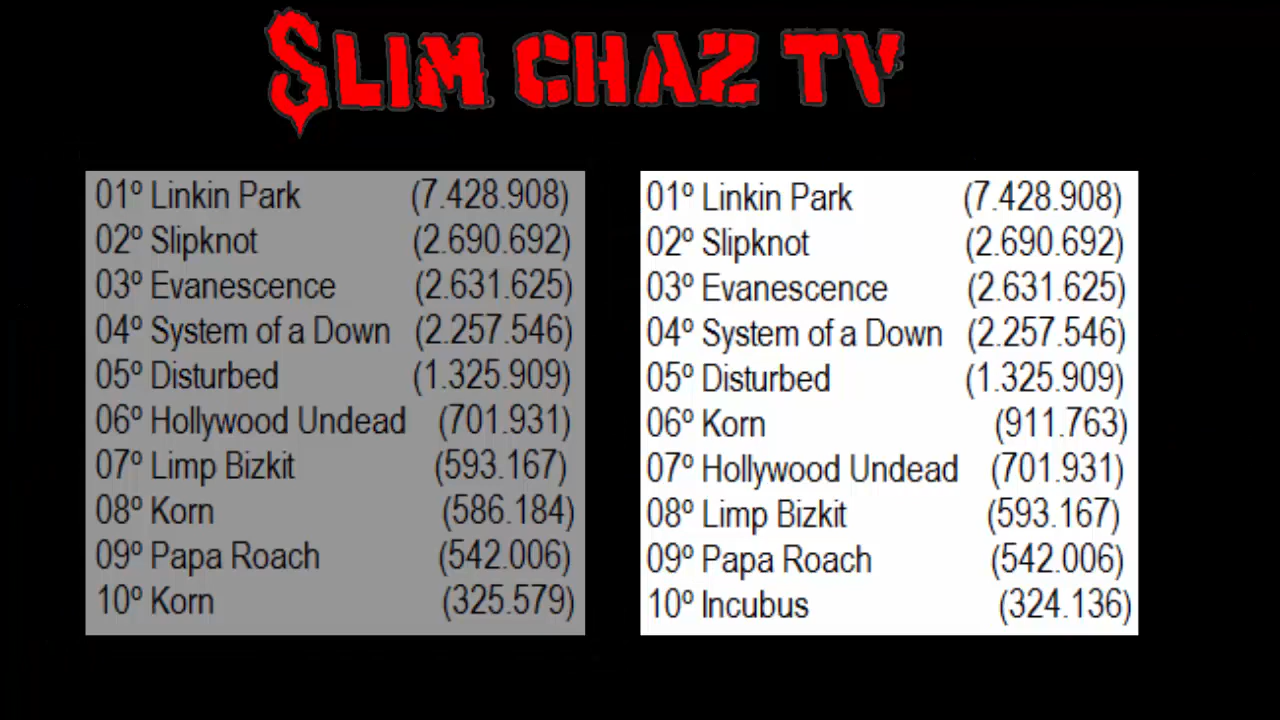 SLIM CHAZ TV
01º Linkin Park (7.428.908)
02º Slipknot (2.690.692)
03º Evanescence (2.631.625)
04º System of a Down (2.257.546)
05º Disturbed (1.325.909)
06º Hollywood Undead (701.931)
07º Limp Bizkit (593.167)
08º Korn (586.184)
09º Papa Roach (542.006)
10º Korn (325.579)
01º Linkin Park (7.428.908)
02º Slipknot (2.690.692)
03º Evanescence (2.631.625)
04º System of a Down (2.257.546)
05º Disturbed (1.325.909)
06º Korn (911.763)
07º Hollywood Undead (701.931)
08º Limp Bizkit (593.167)
09º Papa Roach (542.006)
10º Incubus (324.136)